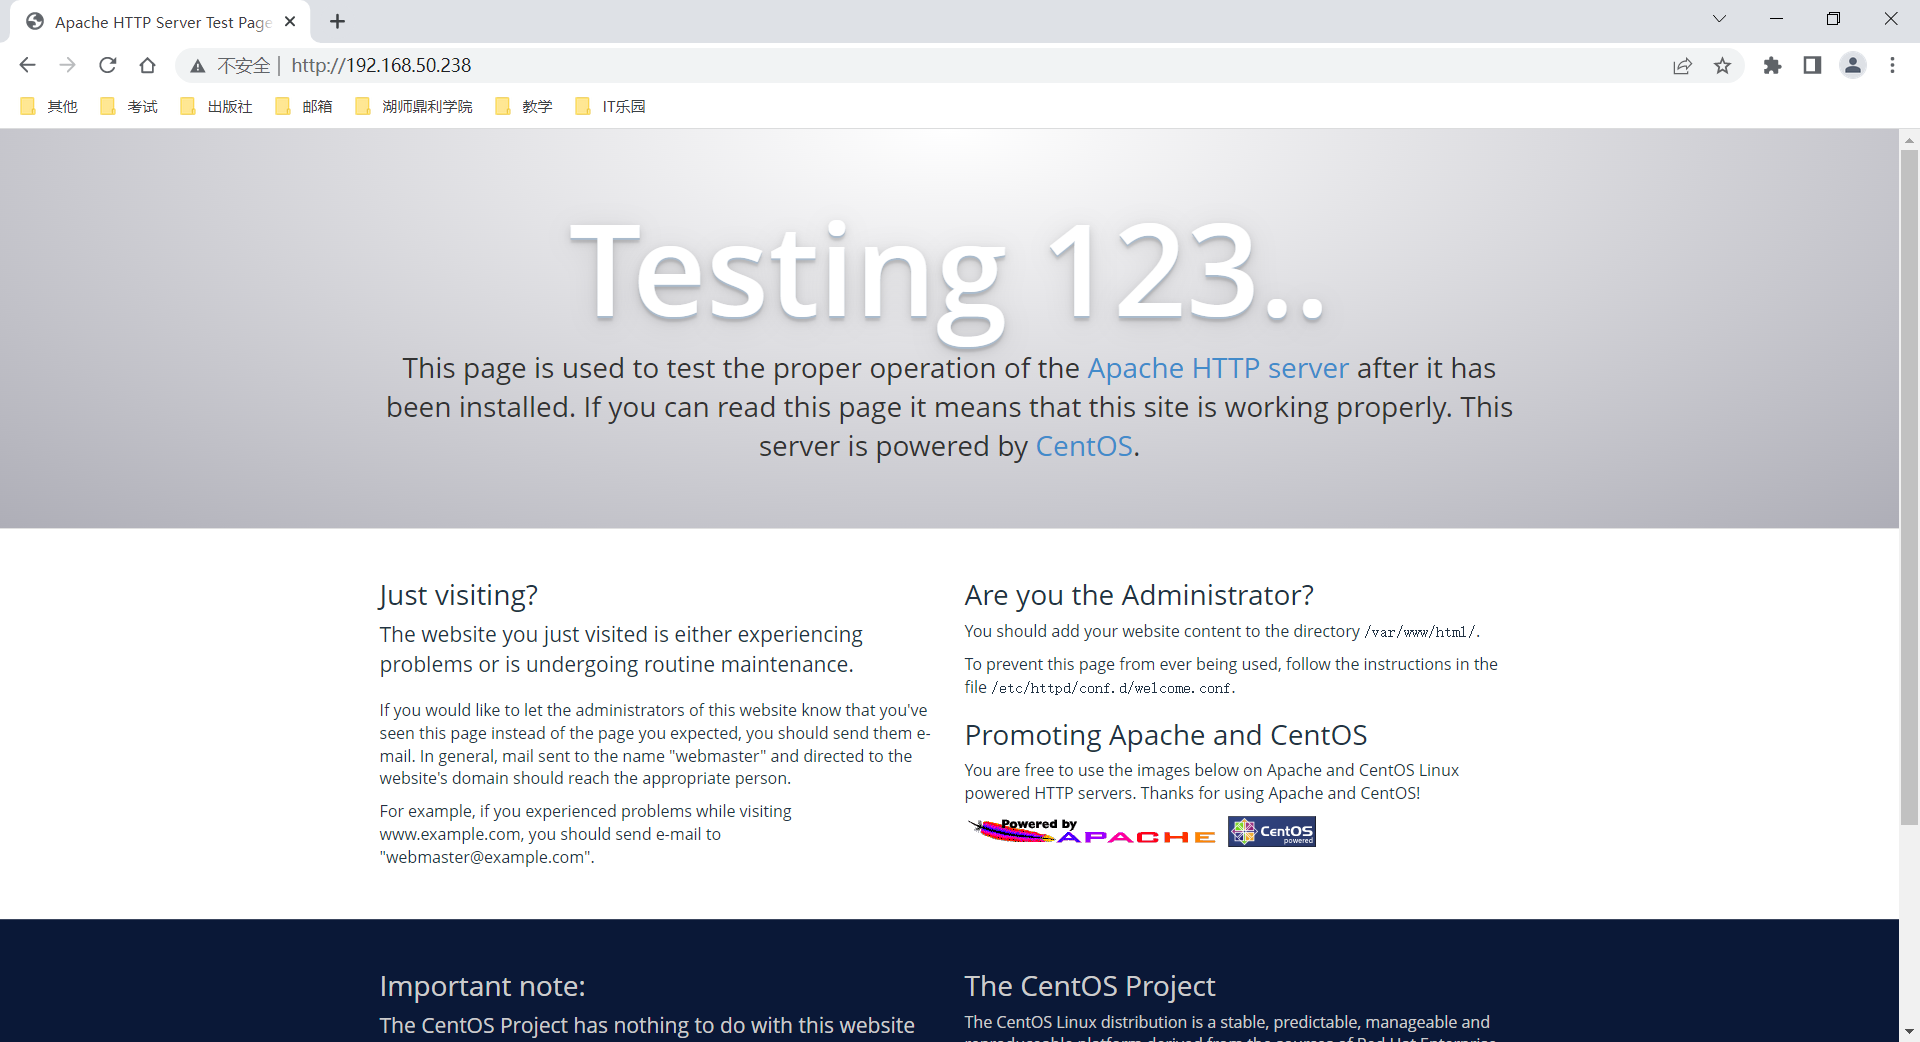 Apache HTTP Server Test Page
不安全 | http://192.168.50.238
其他 考试 出版社 邮箱 湖师鼎利学院 教学 IT乐园
Testing 123..
This page is used to test the proper operation of the Apache HTTP server after it has
been installed. If you can read this page it means that this site is working properly. This
server is powered by CentOS.
Just visiting?
The website you just visited is either experiencing
problems or is undergoing routine maintenance.
If you would like to let the administrators of this website know that you've
seen this page instead of the page you expected, you should send them e-
mail. In general, mail sent to the name "webmaster" and directed to the
website's domain should reach the appropriate person.
For example, if you experienced problems while visiting
www.example.com, you should send e-mail to
"webmaster@example.com".
Are you the Administrator?
You should add your website content to the directory /var/www/html/.
To prevent this page from ever being used, follow the instructions in the
file /etc/httpd/conf.d/welcome.conf.
Promoting Apache and CentOS
You are free to use the images below on Apache and CentOS Linux
powered HTTP servers. Thanks for using Apache and CentOS!
Powered by
APACHE
CentOS
powered
Important note:
The CentOS Project has nothing to do with this website
The CentOS Project
The CentOS Linux distribution is a stable, predictable, manageable and
reproduceable platform derived from the sources of Red Hat Enterprise